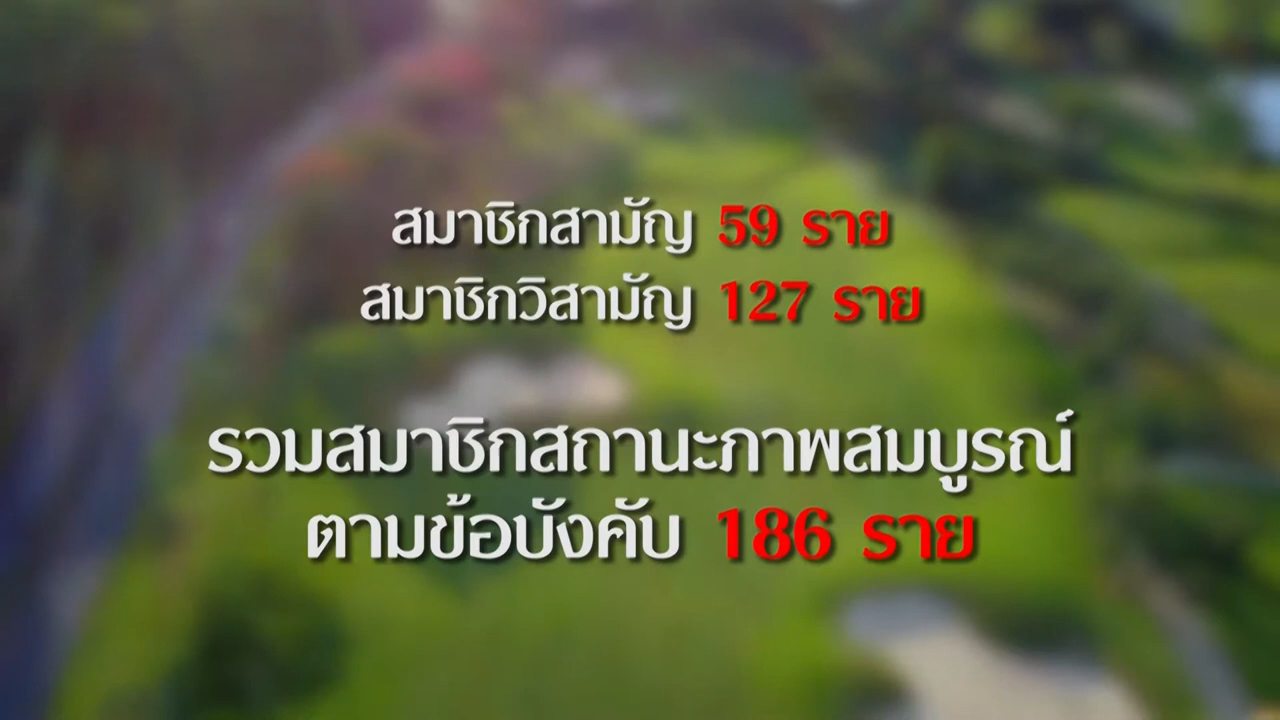 สมาชิกสามัญ 59 ราย
สมาชิกวิสามัญ 127 ราย
รวมสมาชิกสถานะภาพสมบูรณ์
ตามข้อบังคับ 186 ราย